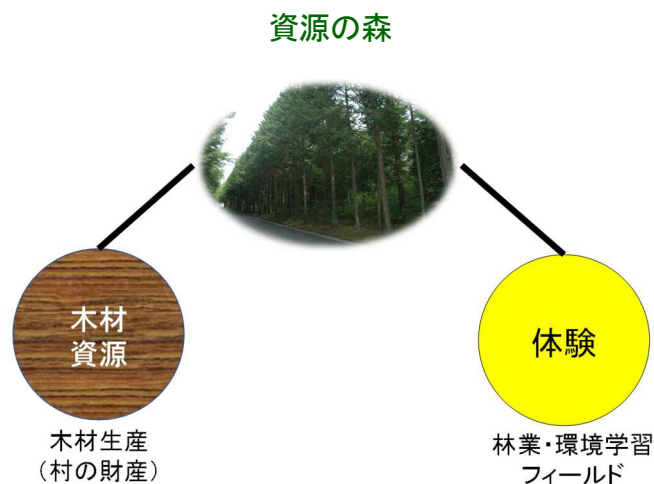 資源の森
木材
資源
体験
木材生産
（村の財産）
林業・環境学習
フィールド